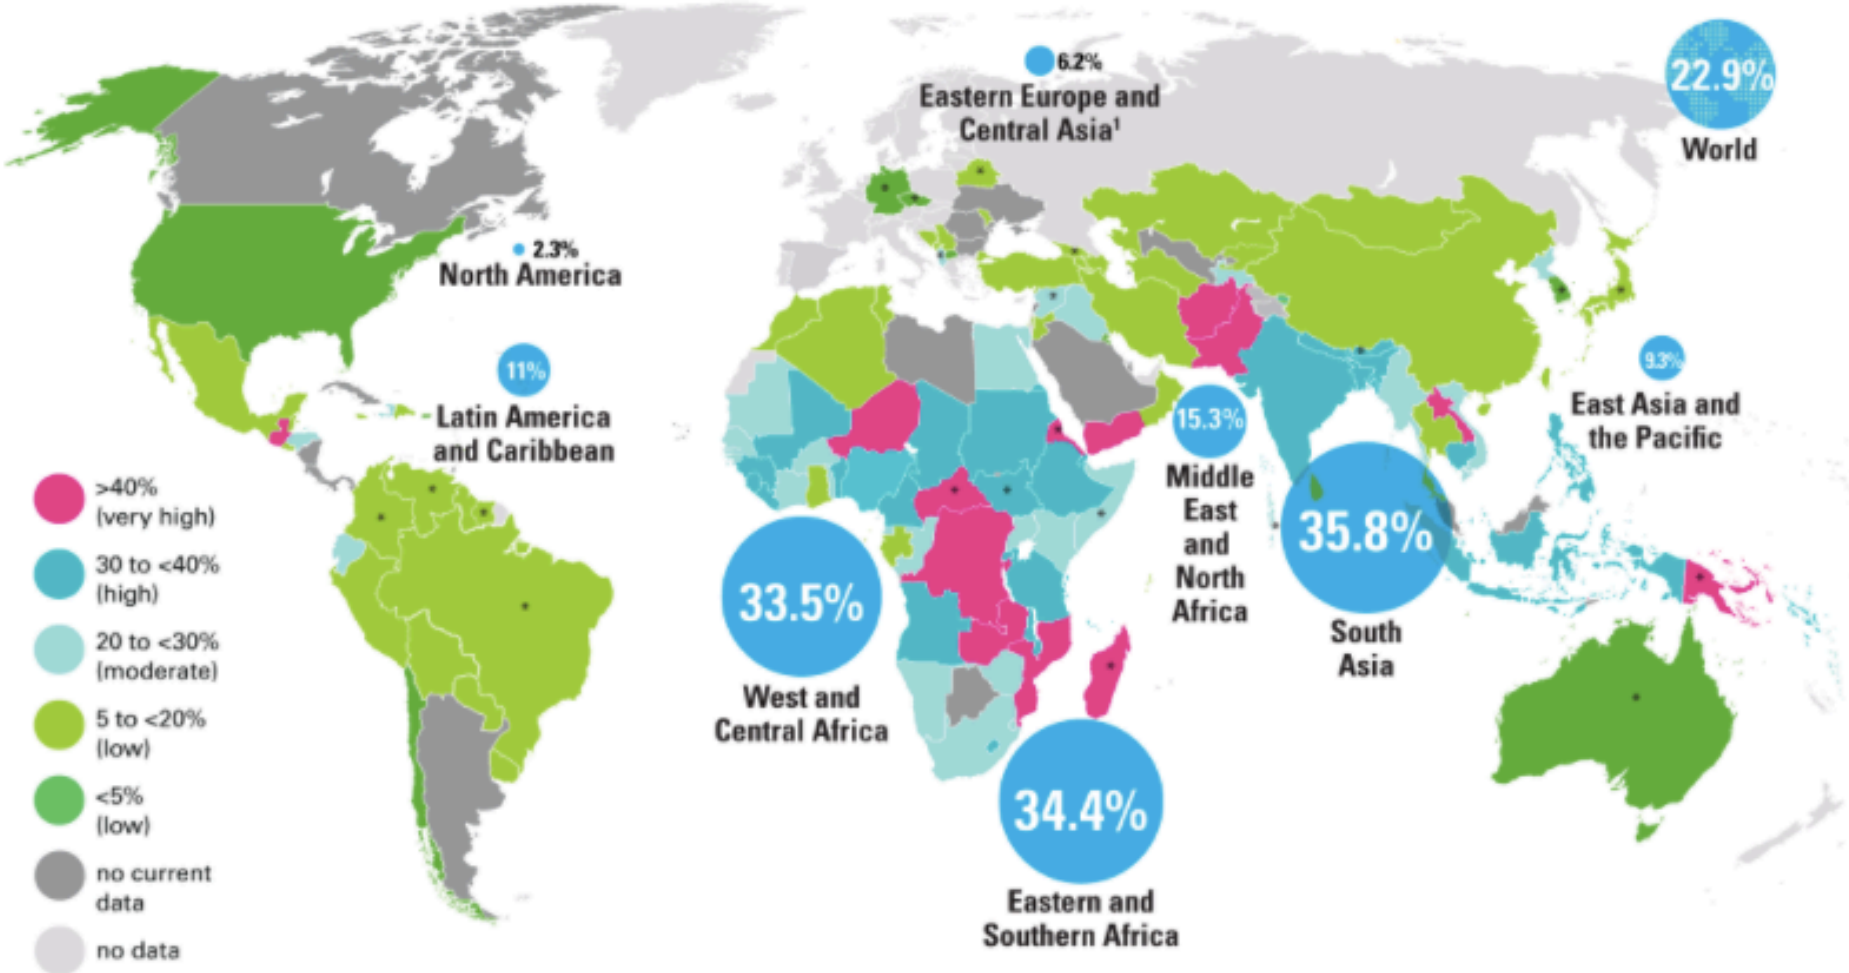 6.2%
Eastern Europe and
Central Asia¹
22.9%
World
2.3%
North America
11%
Latin America
and Caribbean
9.3%
East Asia and
the Pacific
15.3%
Middle
East
and
North
Africa
35.8%
South
Asia
33.5%
West and
Central Africa
34.4%
Eastern and
Southern Africa
>40%
(very high)
30 to <40%
(high)
20 to <30%
(moderate)
5 to <20%
(low)
<5%
(low)
no current
data
no data